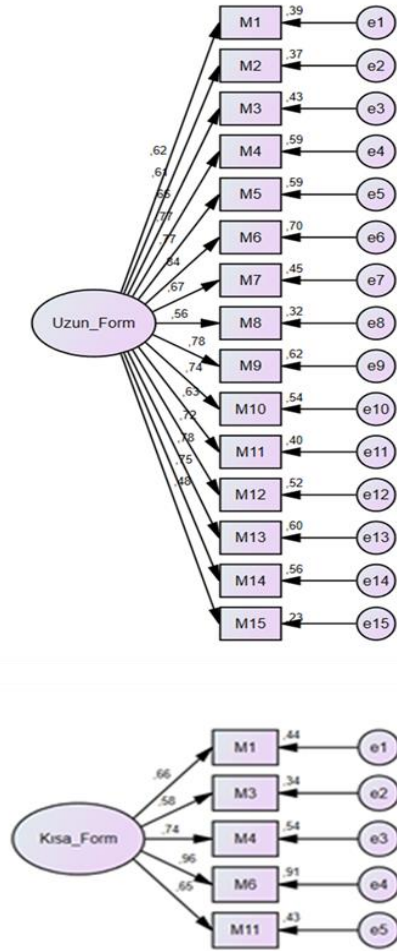 M1 ,39 e1
M2 ,37 e2
M3 ,43 e3
M4 ,59 e4
M5 ,59 e5
M6 ,70 e6
M7 ,45 e7
M8 ,32 e8
M9 ,62 e9
M10 ,54 e10
M11 ,40 e11
M12 ,52 e12
M13 ,60 e13
M14 ,56 e14
M15 ,23 e15
Uzun_Form
,62
,61
,65
,77
,77
,84
,67
,56
,78
,74
,63
,72
,78
,75
,48
M1 ,44 e1
M3 ,34 e2
M4 ,54 e3
M6 ,91 e4
M11 ,43 e5
Kısa_Form
,66
,58
,74
,96
,65